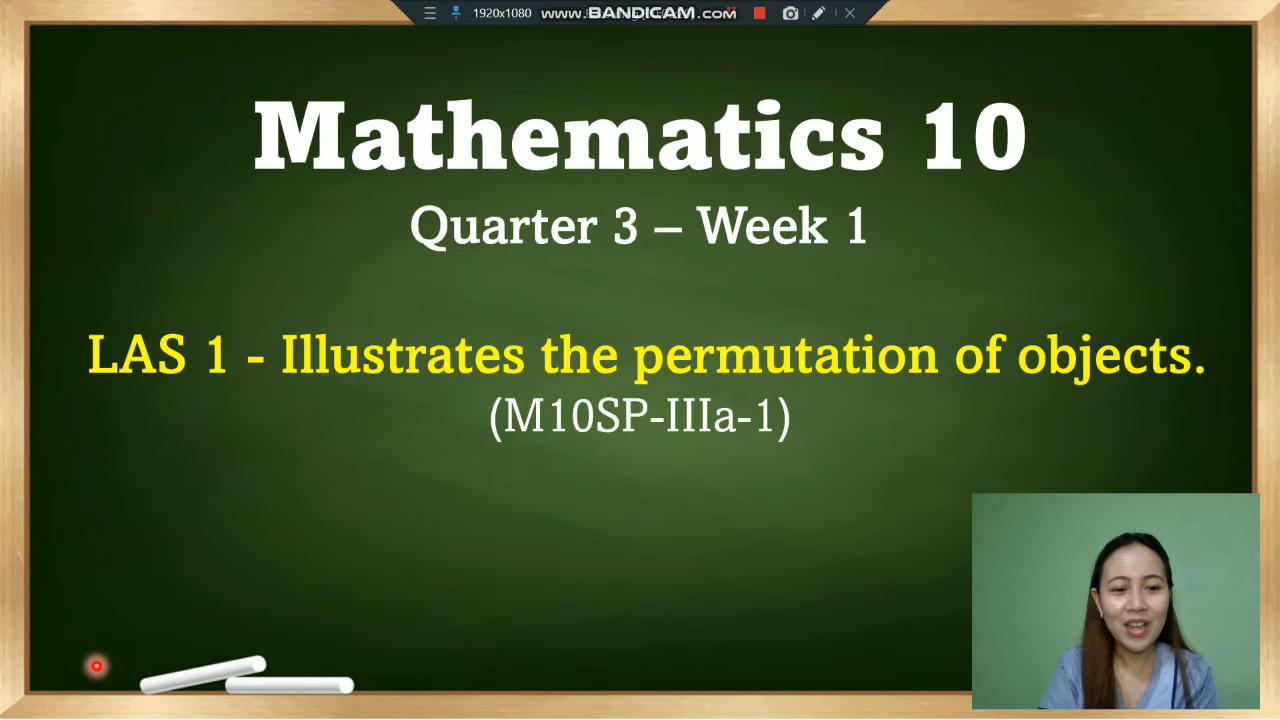 1920x1080 www.BANDICAM.com
Mathematics 10
Quarter 3 – Week 1
LAS 1 - Illustrates the permutation of objects.
(M10SP-IIIa-1)